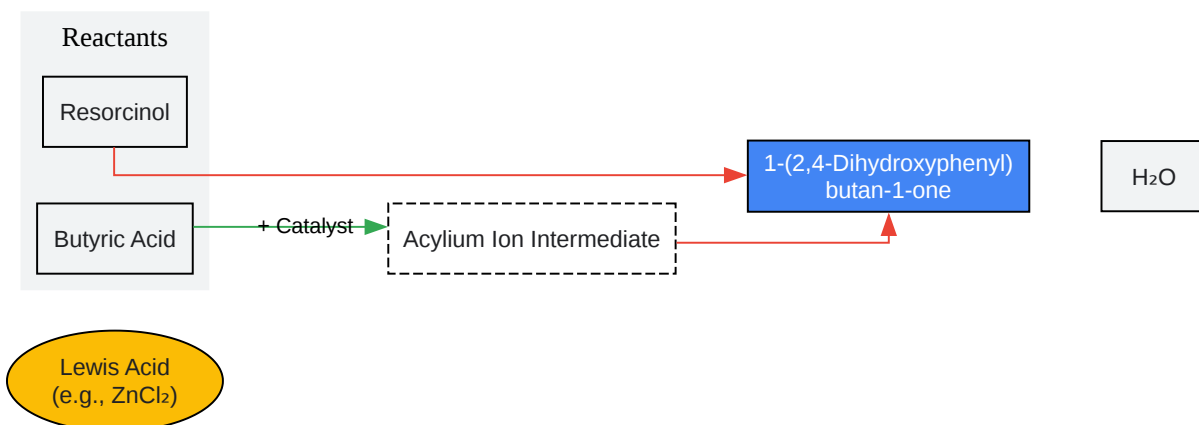 Reactants
Resorcinol
1-(2,4-Dihydroxyphenyl)
butan-1-one
H₂O
Butyric Acid
+ Catalyst
Acylium Ion Intermediate
Lewis Acid
(e.g., ZnCl₂)